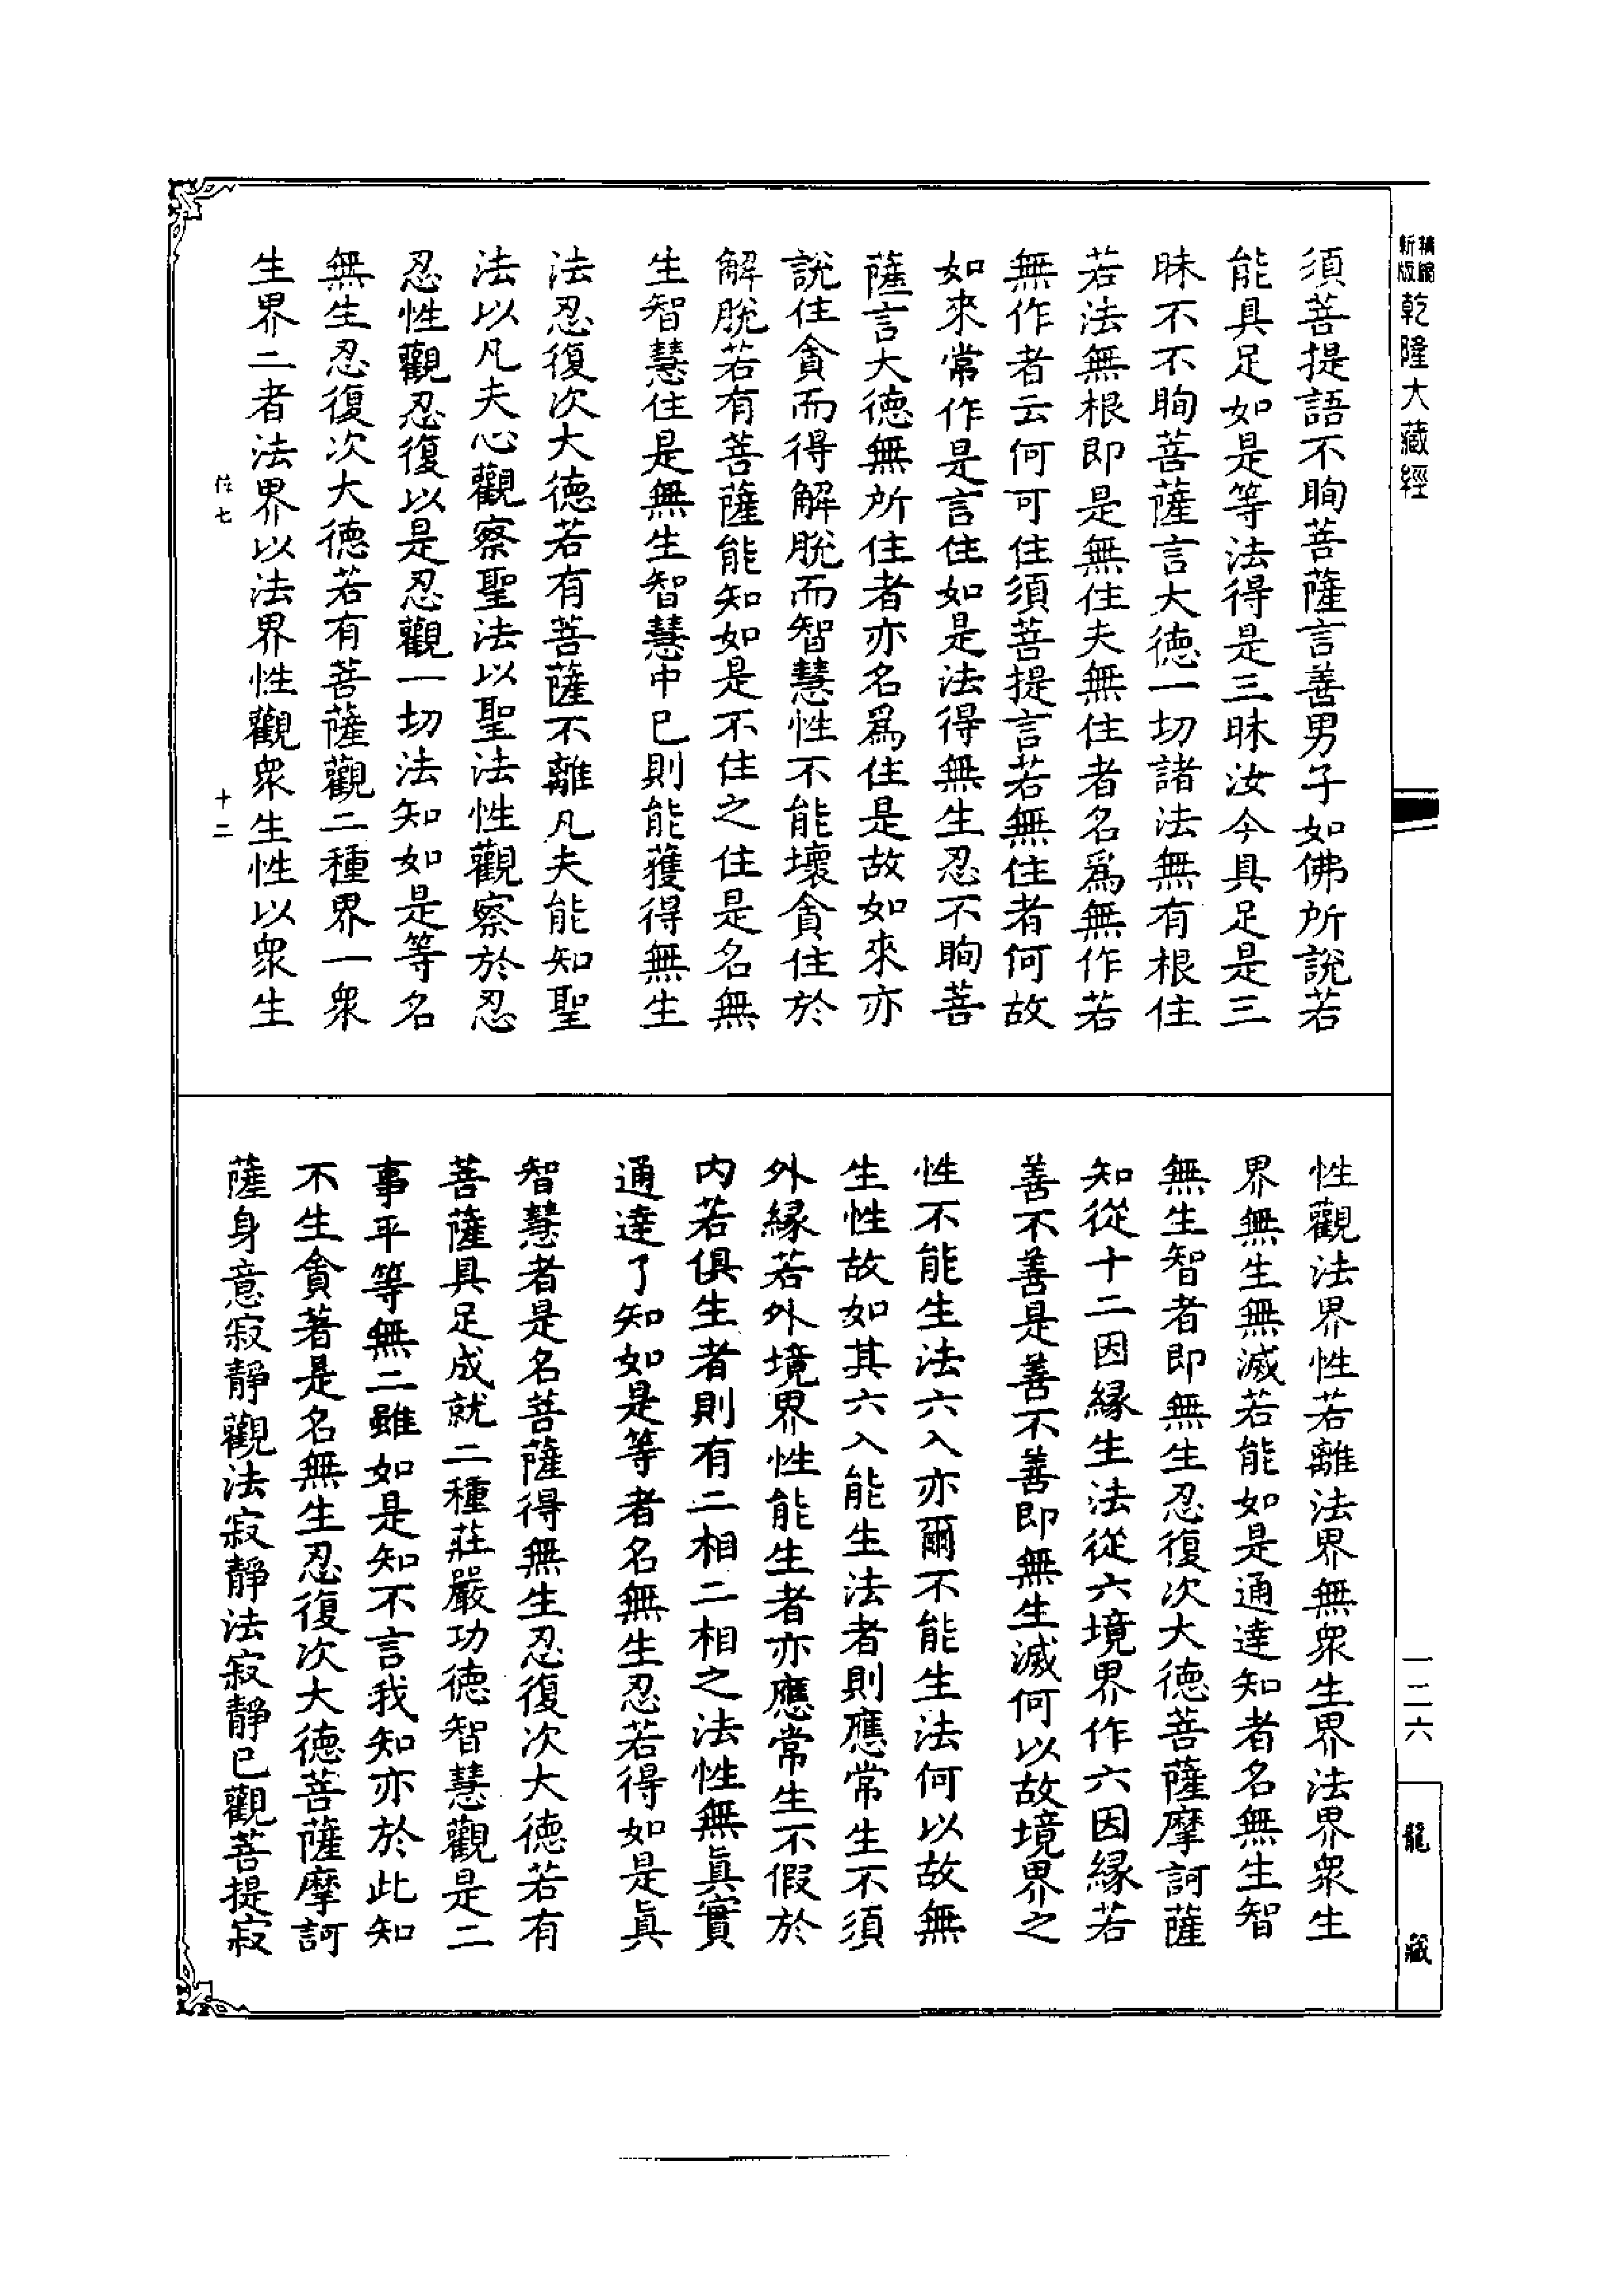 精縮
新版
乾隆大藏經
須菩提語不眴菩薩言善男子如佛所說若
能具足如是等法得是三昧汝今具足是三
昧不不眴菩薩言大德一切諸法無有根住
若法無根即是無住夫無住者名爲無作若
無作者云何可住須菩提言若無住者何故
如來常作是言住如是法得無生忍不眴菩
薩言大德無所住者亦名爲住是故如來亦
說住貪而得解脫而智慧性不能壞貪住於
解脫若有菩薩能知如是不住之住是名無
生智慧住是無生智慧中已則能獲得無生
法忍復次大德若有菩薩不離凡夫能知聖
法以凡夫心觀察聖法以聖法性觀察於忍
忍性觀忍復以是忍觀一切法知如是等名
無生忍復次大德若有菩薩觀二種界一衆
生界二者法界以法界性觀衆生性以衆生
七
十二
性觀法界性若離法界無衆生界法界衆生
界無生無滅若能如是通達知者名無生智
無生智者即無生忍復次大德菩薩摩訶薩
知從十二因緣生法從六境界作六因緣若
善不善是善不善即無生滅何以故境界之
性不能生法六入亦爾不能生法何以故無
生性故如其六入能生法者則應常生不須
外緣若外境界性能生者亦應常生不假於
内若俱生者則有二相二相之法性無眞實
通達了知如是等者名無生忍若得如是眞
智慧者是名菩薩得無生忍復次大德若有
菩薩具足成就二種莊嚴功德智慧觀是二
事平等無二雖如是知不言我知亦於此知
不生貪著是名無生忍復次大德菩薩摩訶
薩身意寂靜觀法寂靜法寂靜已觀菩提寂
一二六
龍藏